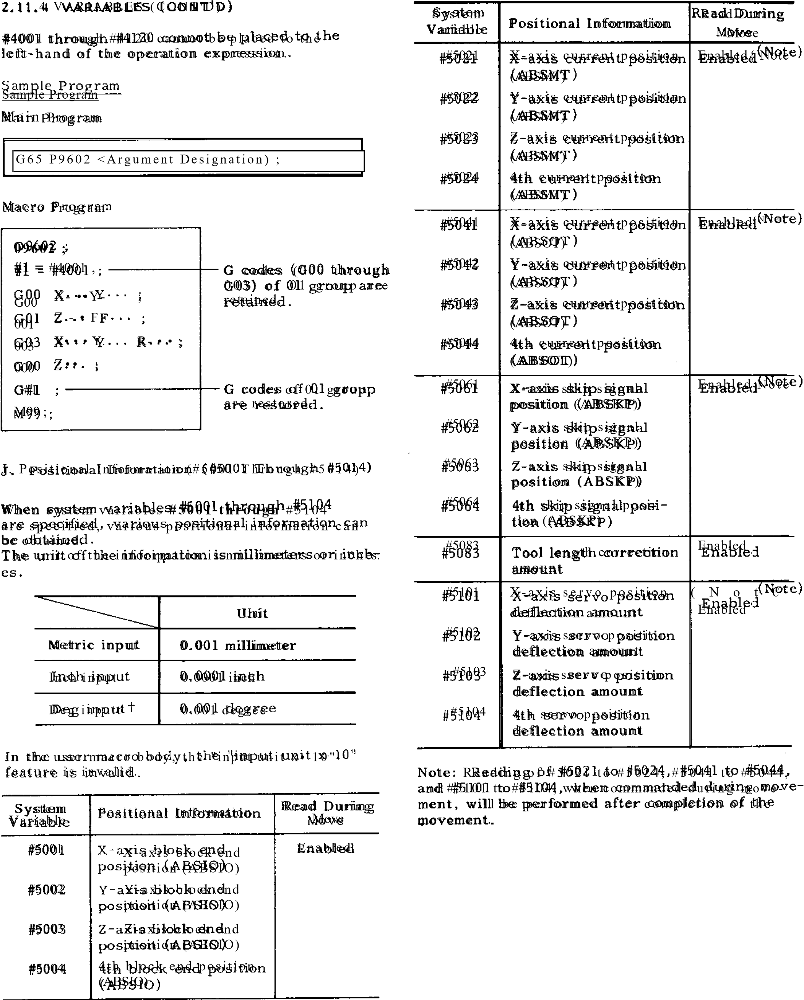 2.11.4 VARIABLES (CONT'D)
#4001 through #4120 cannot be placed to the
left-hand of the operation expression.
Sample Program
Main Program
G65 P9602 <Argument Designation) ;
Macro Program
O9602 ;
#1 = #4001 ;
G codes (G00 through
G03) of 01 group are
retained.
G00 X... Y... ;
G01 Z... F... ;
G03 X... Y... R... ;
G00 Z... ;
G#1 ;
G codes of 01 group
are restored.
M99 ;
J. Positional Information (#5001 Through #5014)
When system variables #5001 through #5104
are specified, various positional information can
be obtained.
The unit of the information is millimeters or inch-
es.
Unit
Metric input 0.001 millimeter
Inch input 0.0001 inch
Deg input † 0.001 degree
In the user macro body, the "input unit x 10"
feature is invalid.
System
Variable
Positional Information
Read During
Move
#5001 X-axis block end Enabled
position (ABSIO)
#5002 Y-axis block end
position (ABSIO)
#5003 Z-axis block end
position (ABSIO)
#5004 4th block end position
(ABSIO)
System
Variable
Positional Information
Read During
Move
#5021 X-axis current position Enabled (Note)
(ABSMT)
#5022 Y-axis current position
(ABSMT)
#5023 Z-axis current position
(ABSMT)
#5024 4th current position
(ABSMT)
#5041 X-axis current position Enabled (Note)
(ABSOT)
#5042 Y-axis current position
(ABSOT)
#5043 Z-axis current position
(ABSOT)
#5044 4th current position
(ABSOT)
#5061 X-axis skip signal Enabled (Note)
position (ABSKP)
#5062 Y-axis skip signal
position (ABSKP)
#5063 Z-axis skip signal
position (ABSKP)
#5064 4th skip signal posi-
tion (ABSKP)
#5083 Tool length correction Enabled
amount
#5101 X-axis servo position Enabled (Note)
deflection amount
#5102 Y-axis servo position
deflection amount
#5103 Z-axis serve position
deflection amount
#5104 4th servo position
deflection amount
Note: Reading of #5021 to #5024, #5041 to #5044,
and #5101 to #5104, when commanded during move-
ment, will be performed after completion of the
movement.